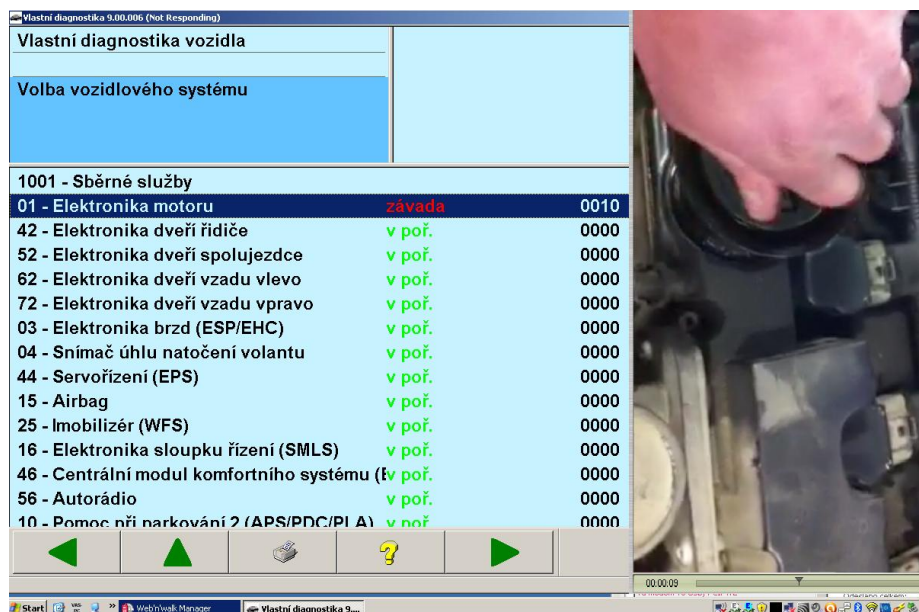 Vlastní diagnostika 9.00.006 (Not Responding)
Vlastní diagnostika vozidla
Volba vozidlového systému
1001 - Sběrné služby
01 - Elektronika motoru závada 0010
42 - Elektronika dveří řidiče v poř. 0000
52 - Elektronika dveří spolujezdce v poř. 0000
62 - Elektronika dveří vzadu vlevo v poř. 0000
72 - Elektronika dveří vzadu vpravo v poř. 0000
03 - Elektronika brzd (ESP/EHC) v poř. 0000
04 - Snímač úhlu natočení volantu v poř. 0000
44 - Servořízení (EPS) v poř. 0000
15 - Airbag v poř. 0000
25 - Imobilizér (WFS) v poř. 0000
16 - Elektronika sloupku řízení (SMLS) v poř. 0000
46 - Centrální modul komfortního systému ( v poř. 0000
56 - Autorádio v poř. 0000
10 - Pomoc při parkování 2 (APS/PDC/PLA) v poř 0000
00:00:09
Start
Web'n'walk Manager
Vlastní diagnostika 9....